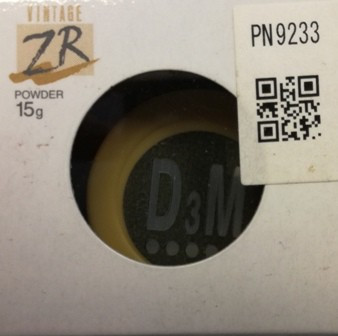 VINTAGE
ZR
POWDER
15g
PN9233
D3M